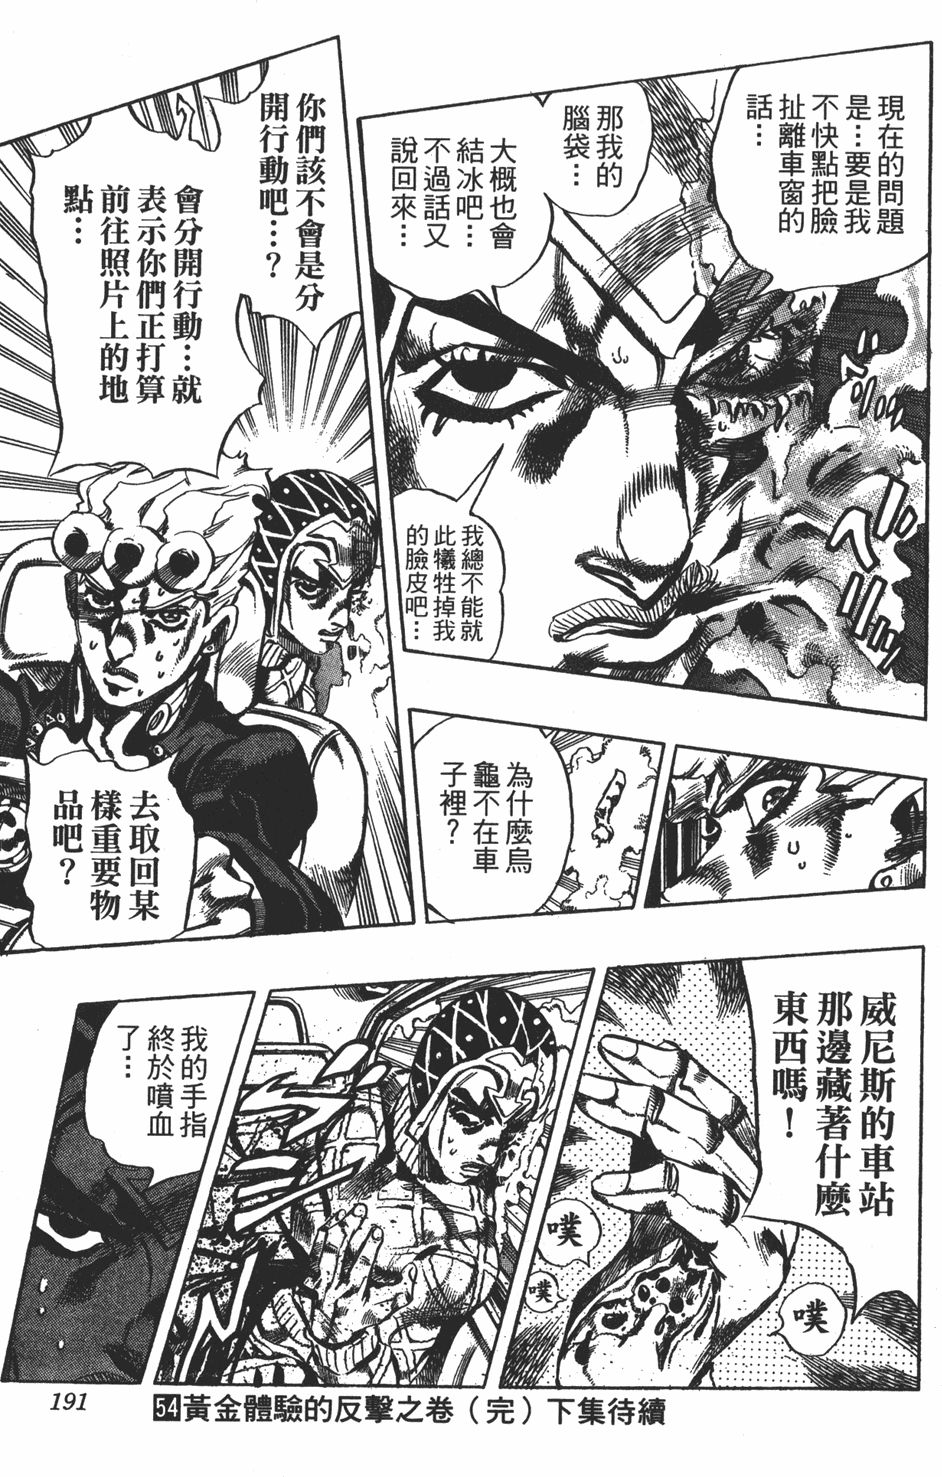 現在的問題
是…要是我
不快點把臉
扯離車窗的
話…
那我的
腦袋…
大概也會
結冰吧…
不過話又
說回來…
我總不能就
此犧牲掉我
的臉皮吧…
你們該不會是分
開行動吧…？
會分開行動…就
表示你們正打算
前往照片上的地
點…
去取回某
樣重要物
品吧？
為什麼烏
龜不在車
子裡？
威尼斯的車站
那邊藏著什麼
東西嗎！
噗
噗
噗
我的手指
終於噴血
了…
191
54黃金體驗的反擊之卷（完）下集待續